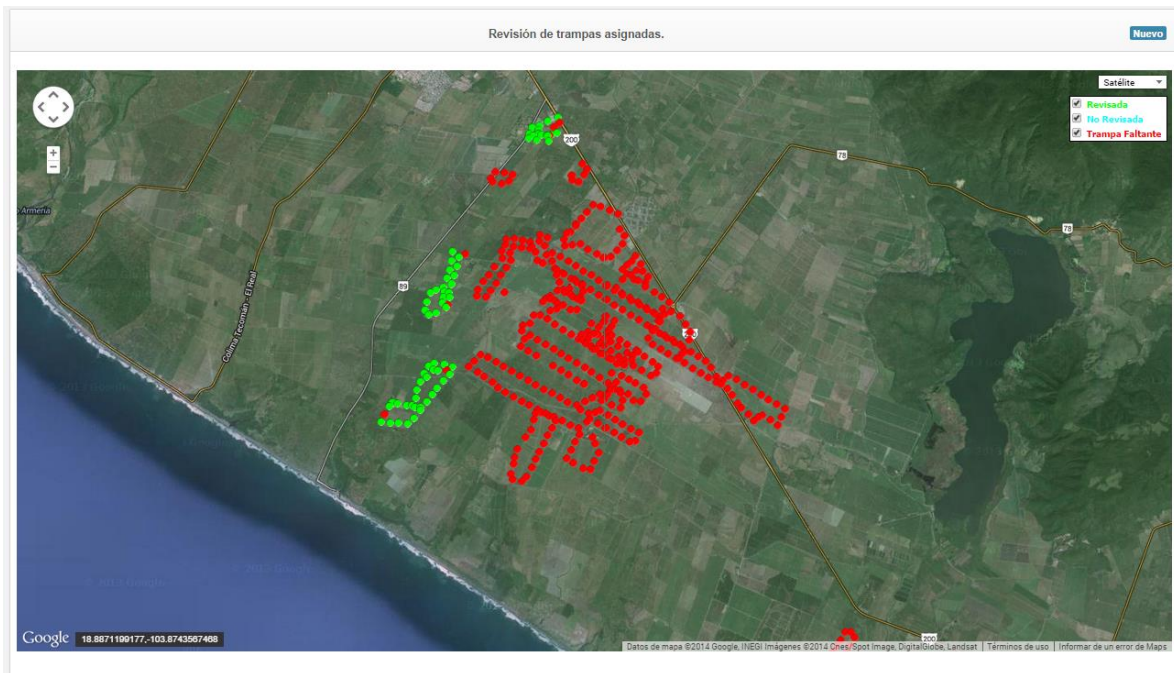 Revisión de trampas asignadas.
Nuevo
Satélite
Revisada
No Revisada
Trampa Faltante
200
78
78
Armería
89
Colima Tecomán - El Real
200
Google
18.8871199177,-103.8743567468
Datos de mapa ©2014 Google, INEGI Imágenes ©2014 Cnes/Spot Image, DigitalGlobe, Landsat
Términos de uso
Informar de un error de Maps